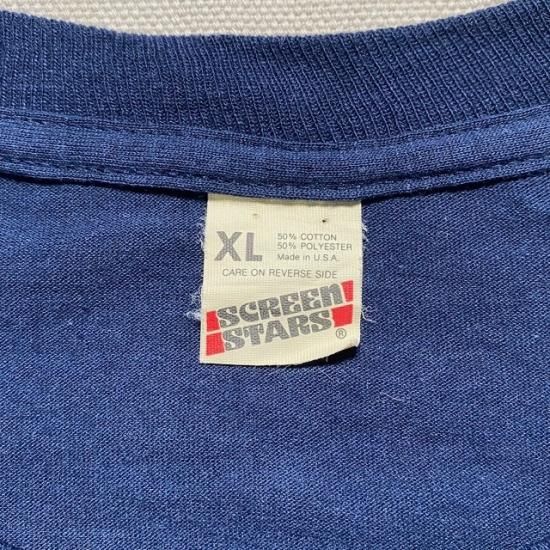 XL
50% COTTON
50% POLYESTER
Made in U.S.A.
CARE ON REVERSE SIDE
SCREEN
STARS®